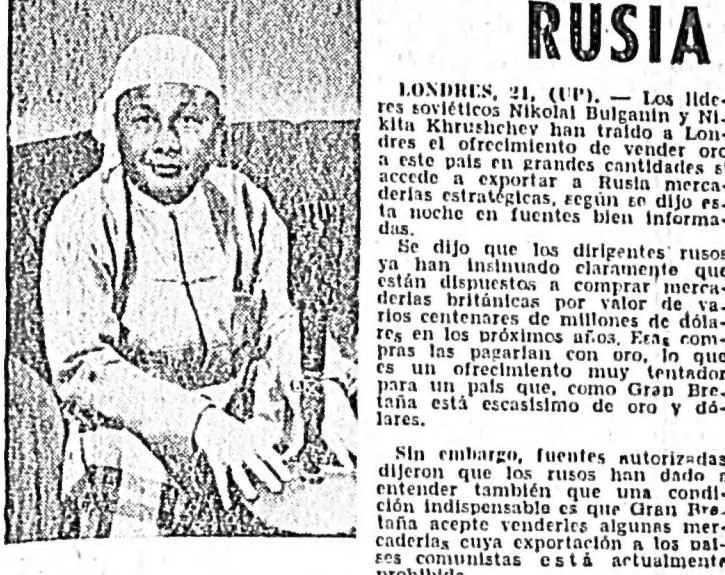 RUSIA
LONDRES, 21, (UP). — Los líde-
res soviéticos Nikolai Bulganin y Ni-
kita Khrushchev han traído a Lon-
dres el ofrecimiento de vender oro
a este país en grandes cantidades si
accede a exportar a Rusia merca-
derías estratégicas, según se dijo es-
ta noche en fuentes bien informa-
das.
Se dijo que los dirigentes rusos
ya han insinuado claramente que
están dispuestos a comprar merca-
derías británicas por valor de va-
rios centenares de millones de dóla-
res en los próximos años. Esas com-
pras las pagarían con oro, lo que
es un ofrecimiento muy tentador
para un país que, como Gran Bre-
taña está escasísimo de oro y dó-
lares.
Sin embargo, fuentes autorizadas
dijeron que los rusos han dado a
entender también que una condi-
ción indispensable es que Gran Bre-
taña acepte venderles algunas mer-
caderías cuya exportación a los paí-
ses comunistas está actualmente
prohibida